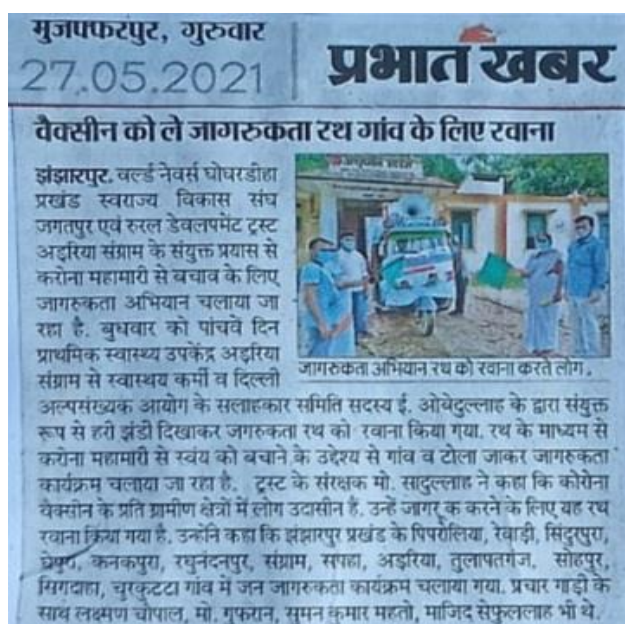 मुजफ्फरपुर, गुरुवार
27.05.2021
प्रभात खबर
वैक्सीन को ले जागरुकता रथ गांव के लिए रवाना
झंझारपुर. वर्ल्ड नेवर्स घोघरडीहा
प्रखंड स्वराज्य विकास संघ
जगतपुर एवं रुरल डेवलपमेंट ट्रस्ट
अड़रिया संग्राम के संयुक्त प्रयास से
करोना महामारी से बचाव के लिए
जागरुकता अभियान चलाया जा
रहा है. बुधवार को पांचवें दिन
प्राथमिक स्वास्थ्य उपकेंद्र अड़रिया
संग्राम से स्वास्थय कर्मी व दिल्ली
जागरुकता अभियान रथ को रवाना करते लोग.
अल्पसंख्यक आयोग के सलाहकार समिति सदस्य ई. ओबेदुल्लाह के द्वारा संयुक्त
रूप से हरी झंडी दिखाकर जगरुकता रथ को रवाना किया गया. रथ के माध्यम से
करोना महामारी से स्वंय को बचाने के उद्देश्य से गांव व टोला जाकर जागरुकता
कार्यक्रम चलाया जा रहा है. ट्रस्ट के संरक्षक मो. सादुल्लाह ने कहा कि कोरोना
वैक्सीन के प्रति ग्रामीण क्षेत्रों में लोग उदासीन है. उन्हें जागरूक करने के लिए यह रथ
रवाना किया गया है. उन्होंने कहा कि झंझारपुर प्रखंड के पिपरौलिया, रेवाड़ी, सिंदुरपुरा,
कनकपुरा, रघुनंदनपुर, संग्राम, सपहा, अड़रिया, तुलापतगंज, सोहपुर,
सिगदाहा, चुरकुटटा गांव में जन जागरुकता कार्यक्रम चलाया गया. प्रचार गाड़ी के
साथ लक्ष्मण चौपाल, मो. गुफरान, सुमन कुमार महतो, माजिद सैफुललाह भी थे.